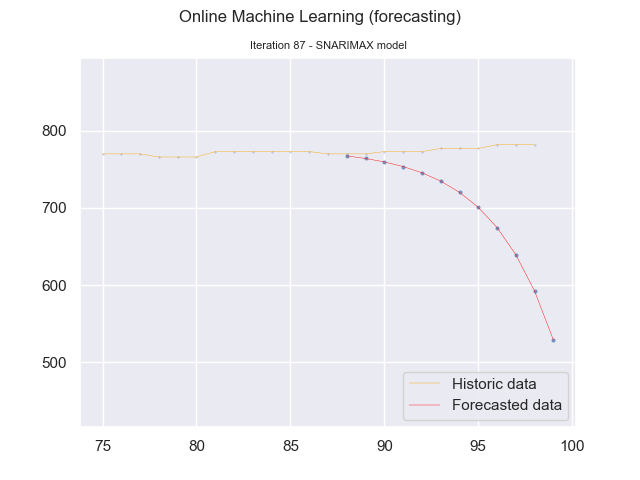 Online Machine Learning (forecasting)
Iteration 87 - SNARIMAX model
800
700
600
500
75 80 85 90 95 100
Historic data
Forecasted data